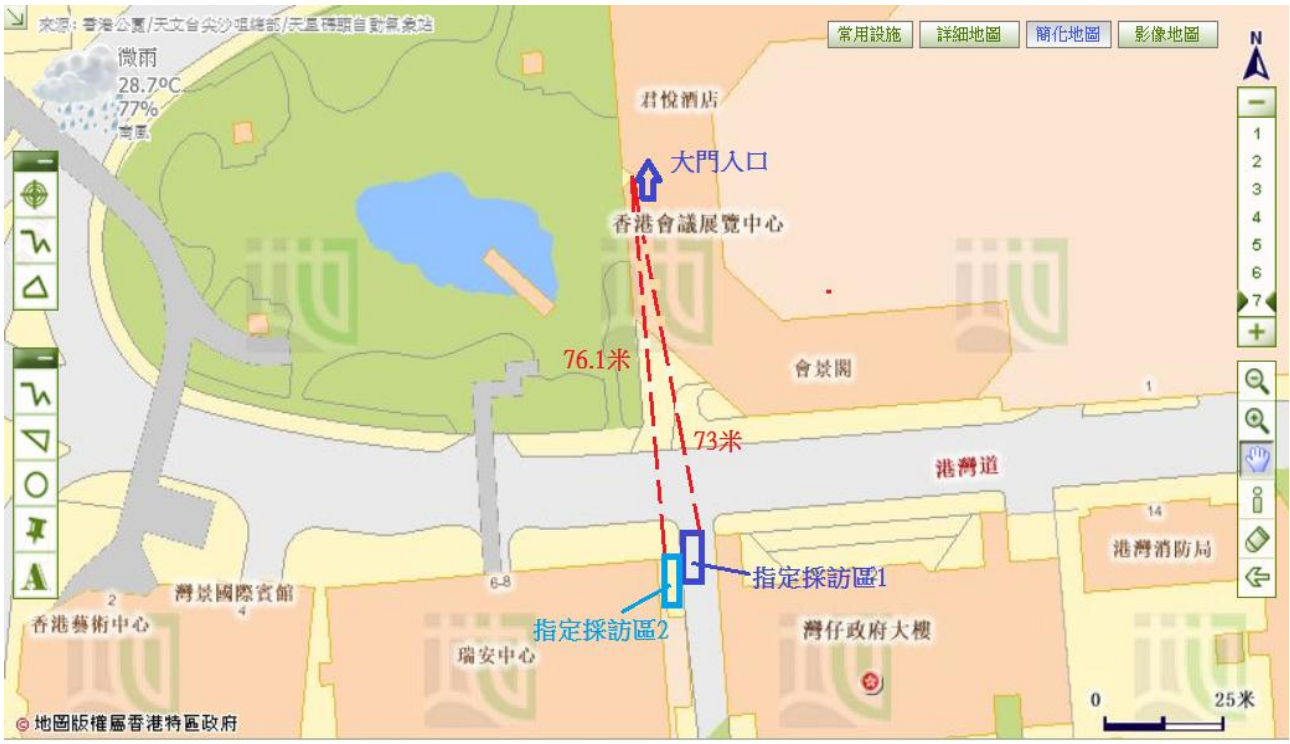 來源: 香港公園/天文台尖沙咀總部/天星碼頭自動氣象站
微雨
28.7ºC
77%
南風
常用設施
詳細地圖
簡化地圖
影像地圖
N
1
2
3
4
5
6
7
君悅酒店
大門入口
香港會議展覽中心
76.1米
會景閣
1
73米
港灣道
14
港灣消防局
指定採訪區1
2
灣景國際賓館
4
6-8
香港藝術中心
2
指定採訪區2
瑞安中心
灣仔政府大樓
A
0
25米
© 地圖版權屬香港特區政府